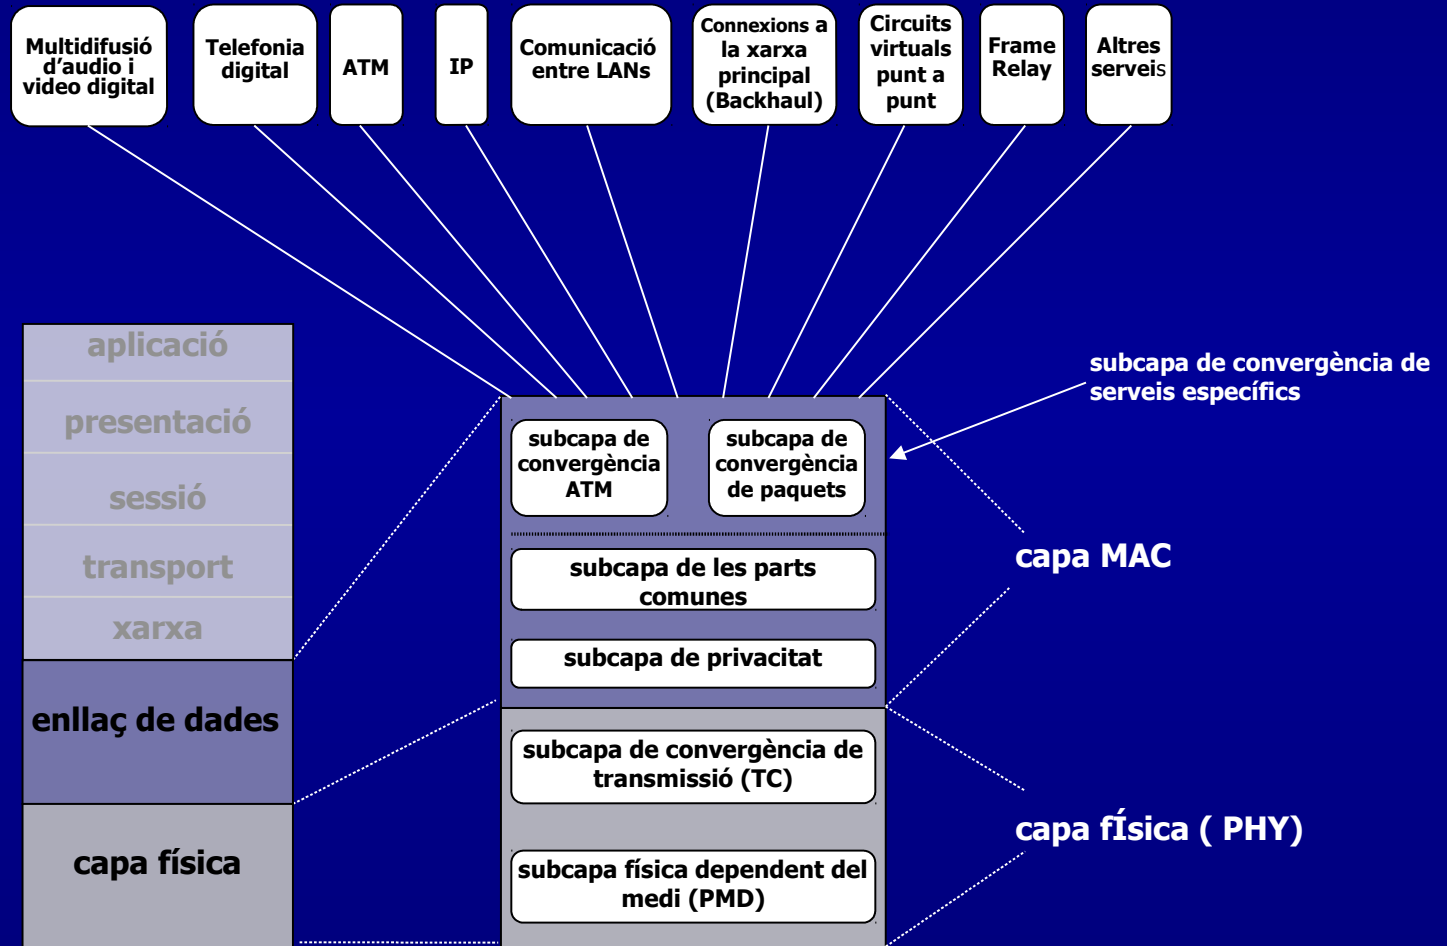 Multidifusió
d'audio i
video digital
Telefonia
digital
ATM
IP
Comunicació
entre LANs
Connexions a
la xarxa
principal
(Backhaul)
Circuits
virtuals
punt a
punt
Frame
Relay
Altres
serveis
aplicació
presentació
sessió
transport
xarxa
enllaç de dades
capa física
subcapa de
convergència
ATM
subcapa de
convergència
de paquets
subcapa de les parts
comunes
subcapa de privacitat
subcapa de convergència de
transmissió (TC)
subcapa física dependent del
medi (PMD)
subcapa de convergència de
serveis específics
capa MAC
capa fÍsica ( PHY)